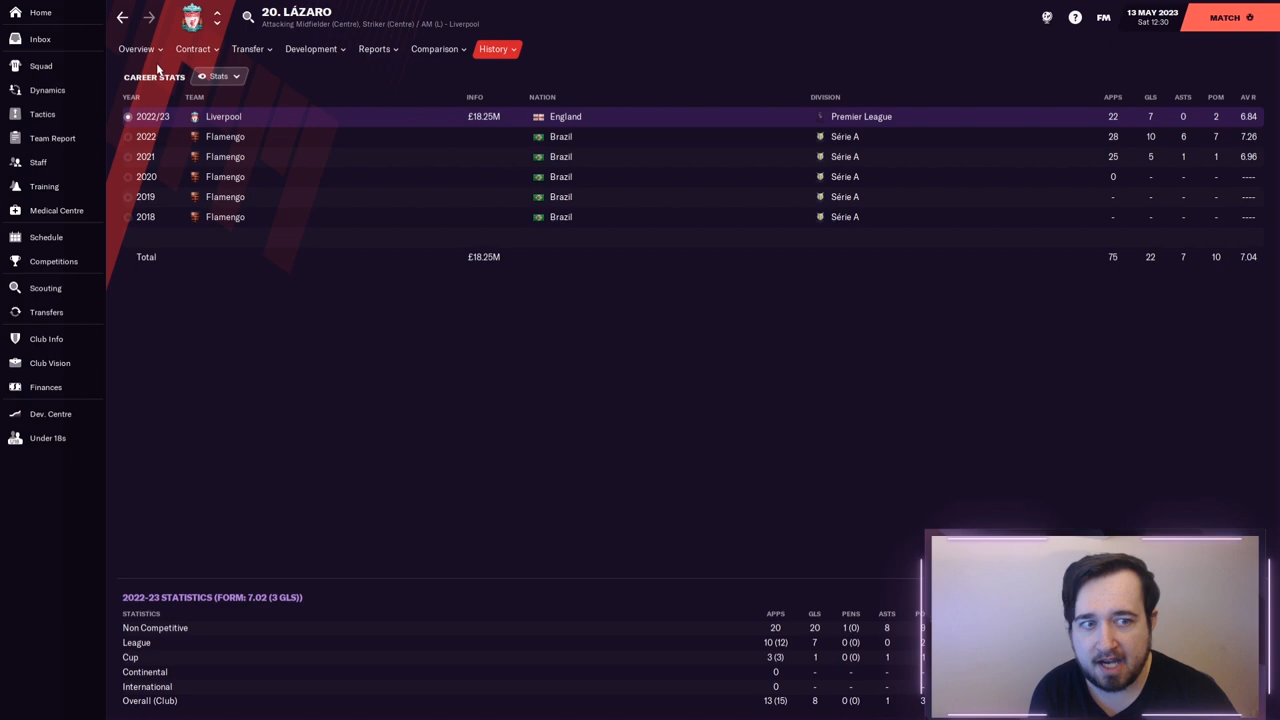 Home
Inbox
Squad
Dynamics
Tactics
Team Report
Staff
Training
Medical Centre
Schedule
Competitions
Scouting
Transfers
Club Info
Club Vision
Finances
Dev. Centre
Under 18s
20. LÁZARO
Attacking Midfielder (Centre), Striker (Centre) / AM (L) - Liverpool
? FM 13 MAY 2023 MATCH
Sat 12:30
Overview Contract Transfer Development Reports Comparison History
CAREER STATS Stats
YEAR TEAM INFO NATION DIVISION APPS GLS ASTS POM AV R
2022/23 Liverpool £18.25M England Premier League 22 7 0 2 6.84
2022 Flamengo Brazil Série A 28 10 6 7 7.26
2021 Flamengo Brazil Série A 25 5 1 1 6.96
2020 Flamengo Brazil Série A 0 - - - ----
2019 Flamengo Brazil Série A - - - - ----
2018 Flamengo Brazil Série A - - - - ----
Total £18.25M 75 22 7 10 7.04
2022-23 STATISTICS (FORM: 7.02 (3 GLS))
STATISTICS APPS GLS PENS ASTS
Non Competitive 20 20 1 (0) 8
League 10 (12) 7 0 (0) 0
Cup 3 (3) 1 0 (0) 1
Continental 0 - - -
International 0 - - -
Overall (Club) 13 (15) 8 0 (0) 1